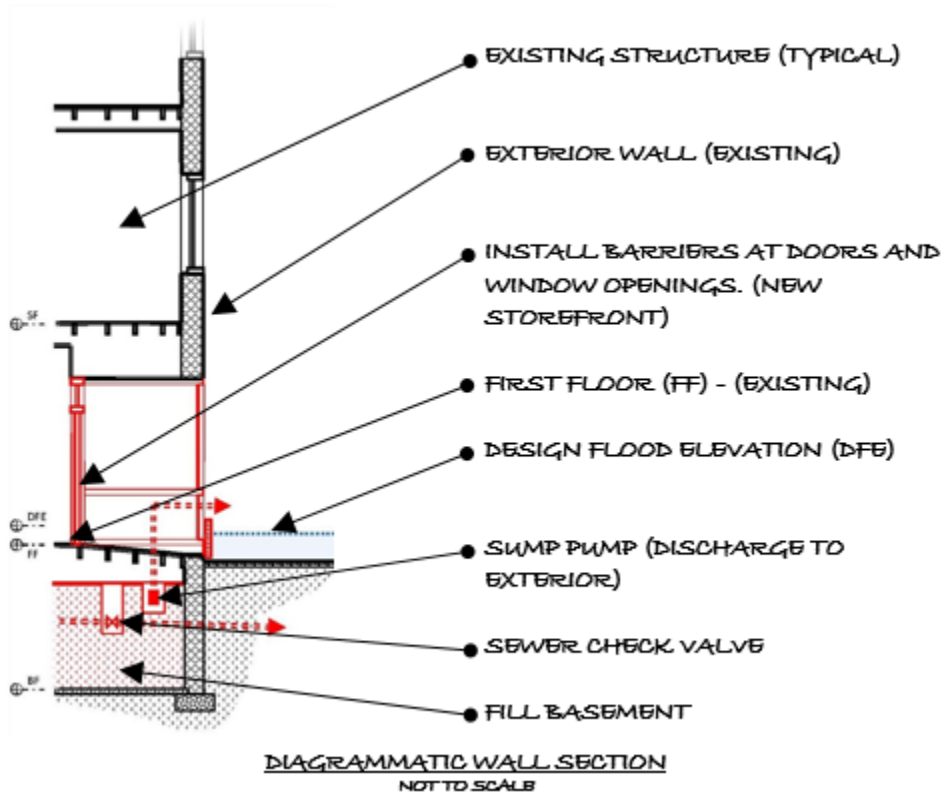 EXISTING STRUCTURE (TYPICAL)
EXTERIOR WALL (EXISTING)
INSTALL BARRIERS AT DOORS AND
WINDOW OPENINGS. (NEW
STOREFRONT)
SF
FIRST FLOOR (FF) - (EXISTING)
DESIGN FLOOD ELEVATION (DFE)
DFE
FF
SUMP PUMP (DISCHARGE TO
EXTERIOR)
SEWER CHECK VALVE
BF
FILL BASEMENT
DIAGRAMMATIC WALL SECTION
NOT TO SCALE